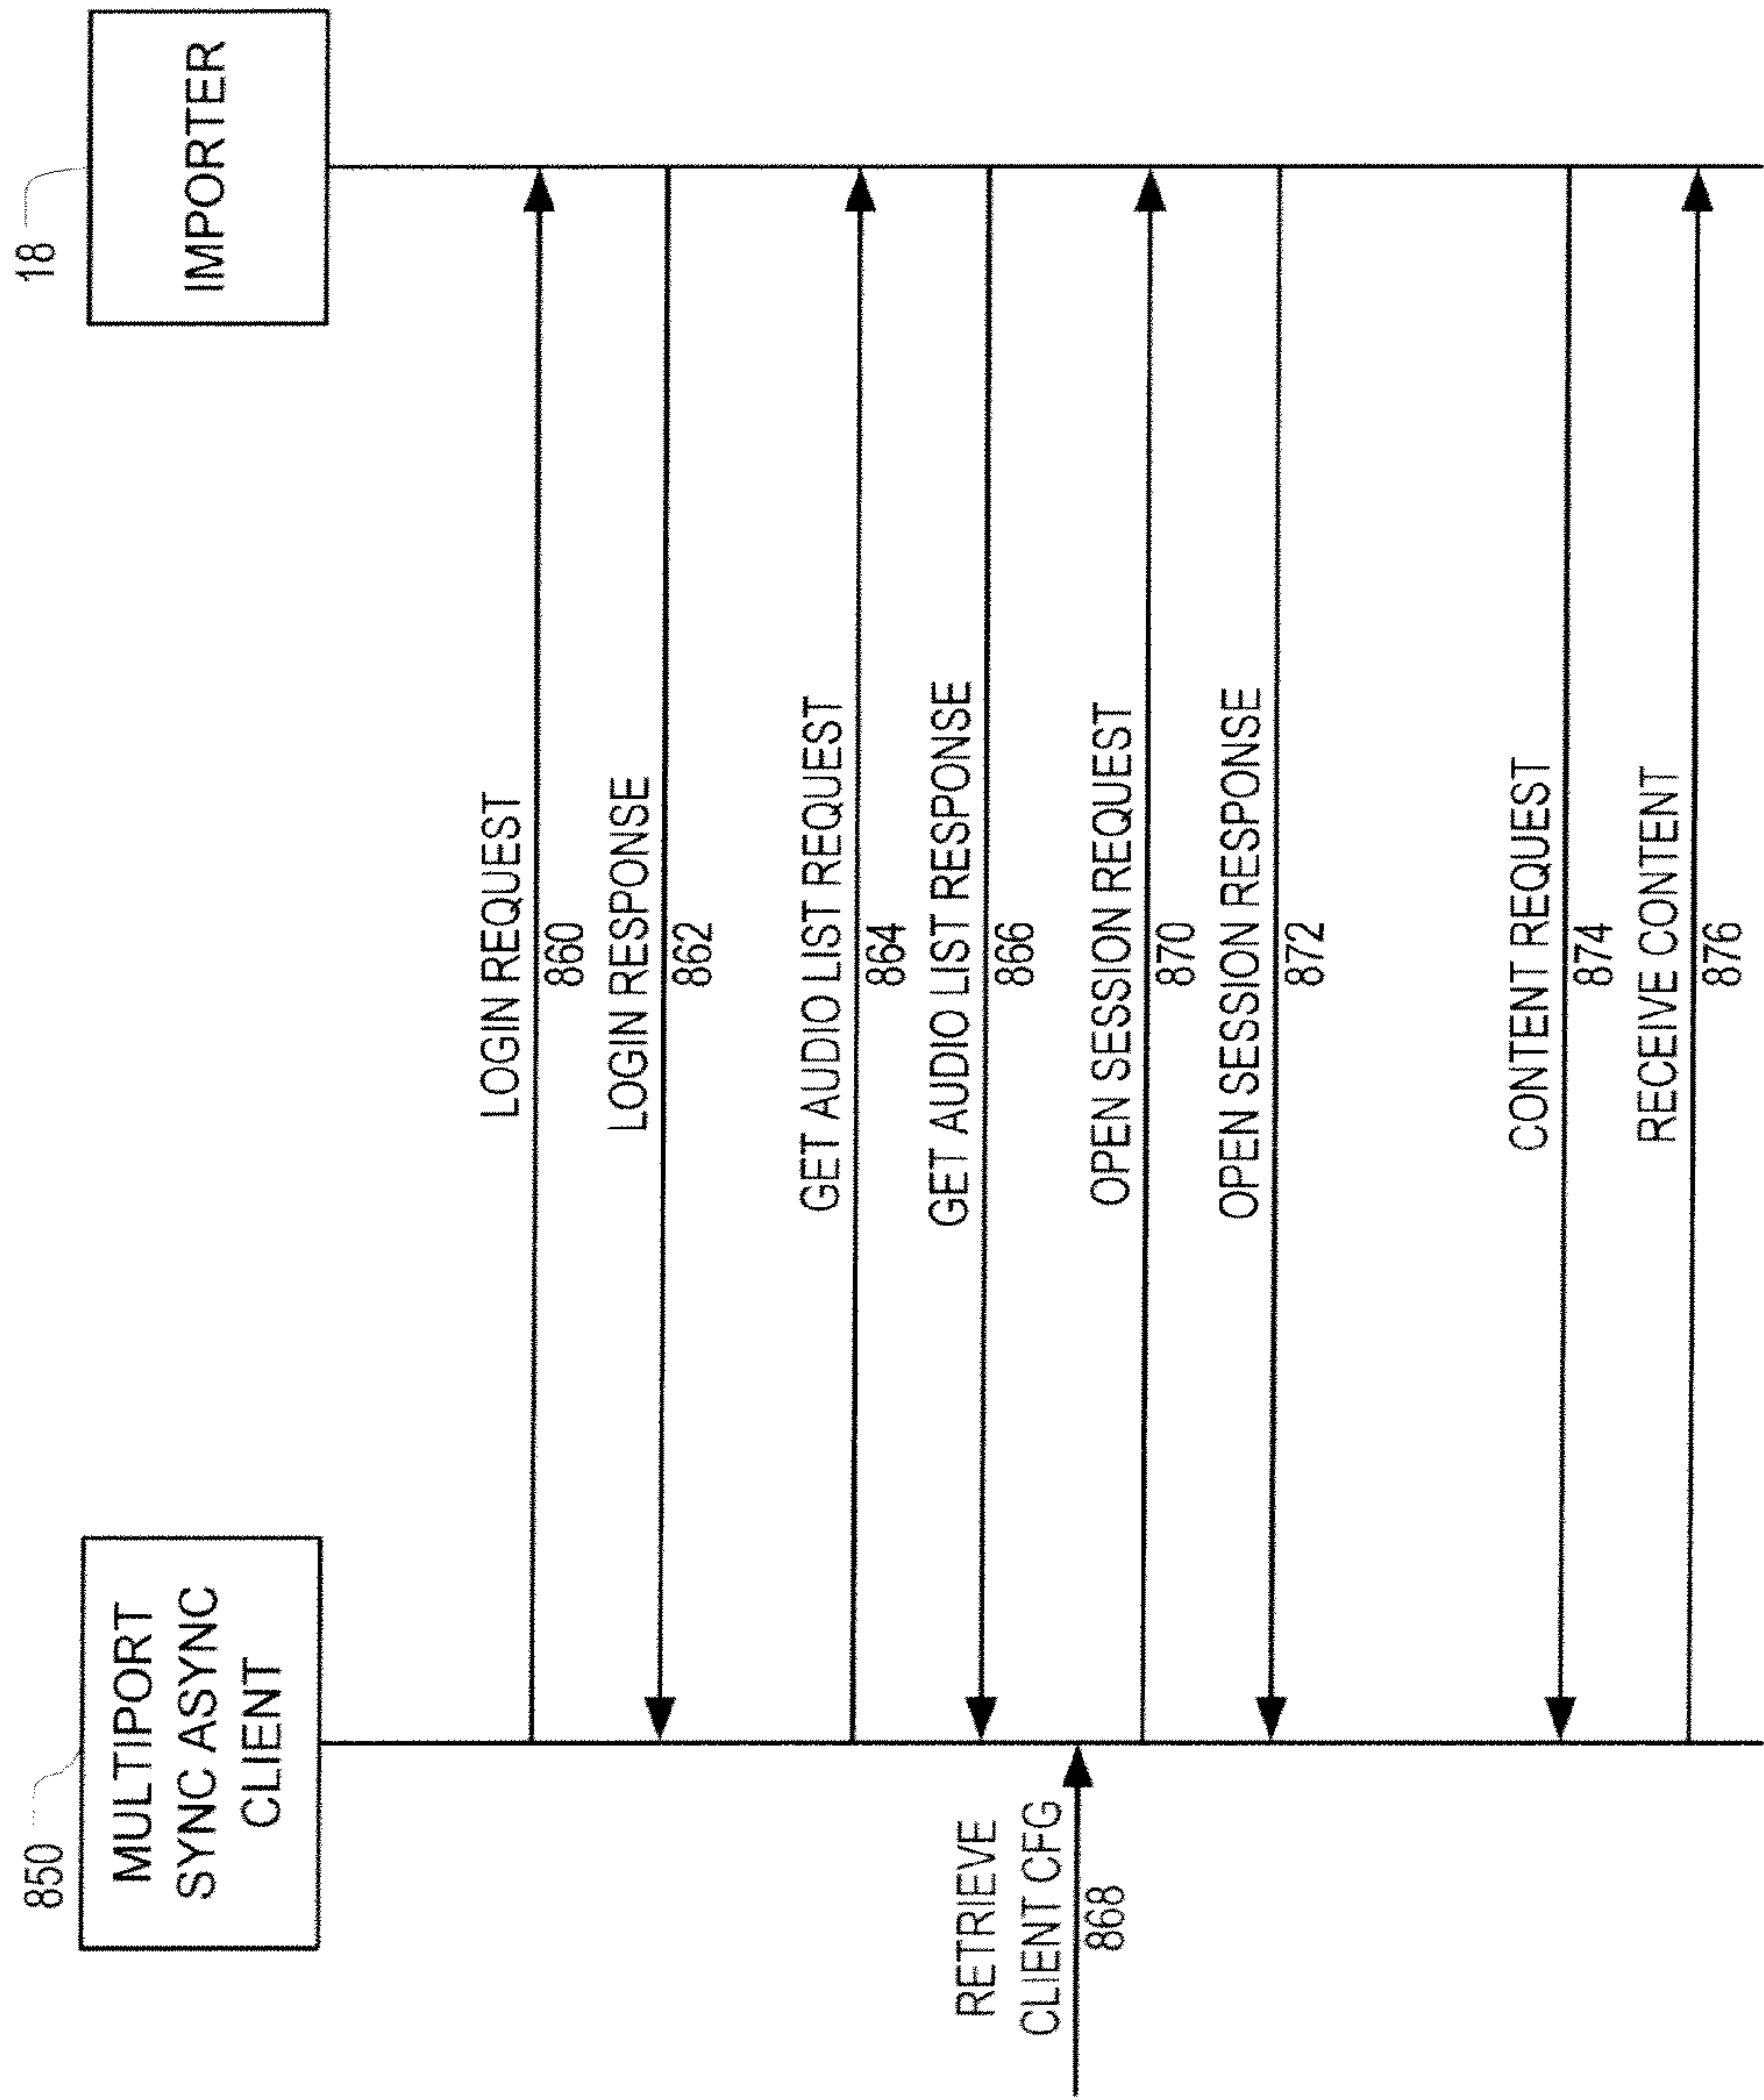 850
MULTIPORT
SYNC ASYNC
CLIENT
18
IMPORTER
LOGIN REQUEST
860
LOGIN RESPONSE
862
GET AUDIO LIST REQUEST
864
GET AUDIO LIST RESPONSE
866
RETRIEVE
CLIENT CFG
868
OPEN SESSION REQUEST
870
OPEN SESSION RESPONSE
872
CONTENT REQUEST
874
RECEIVE CONTENT
876